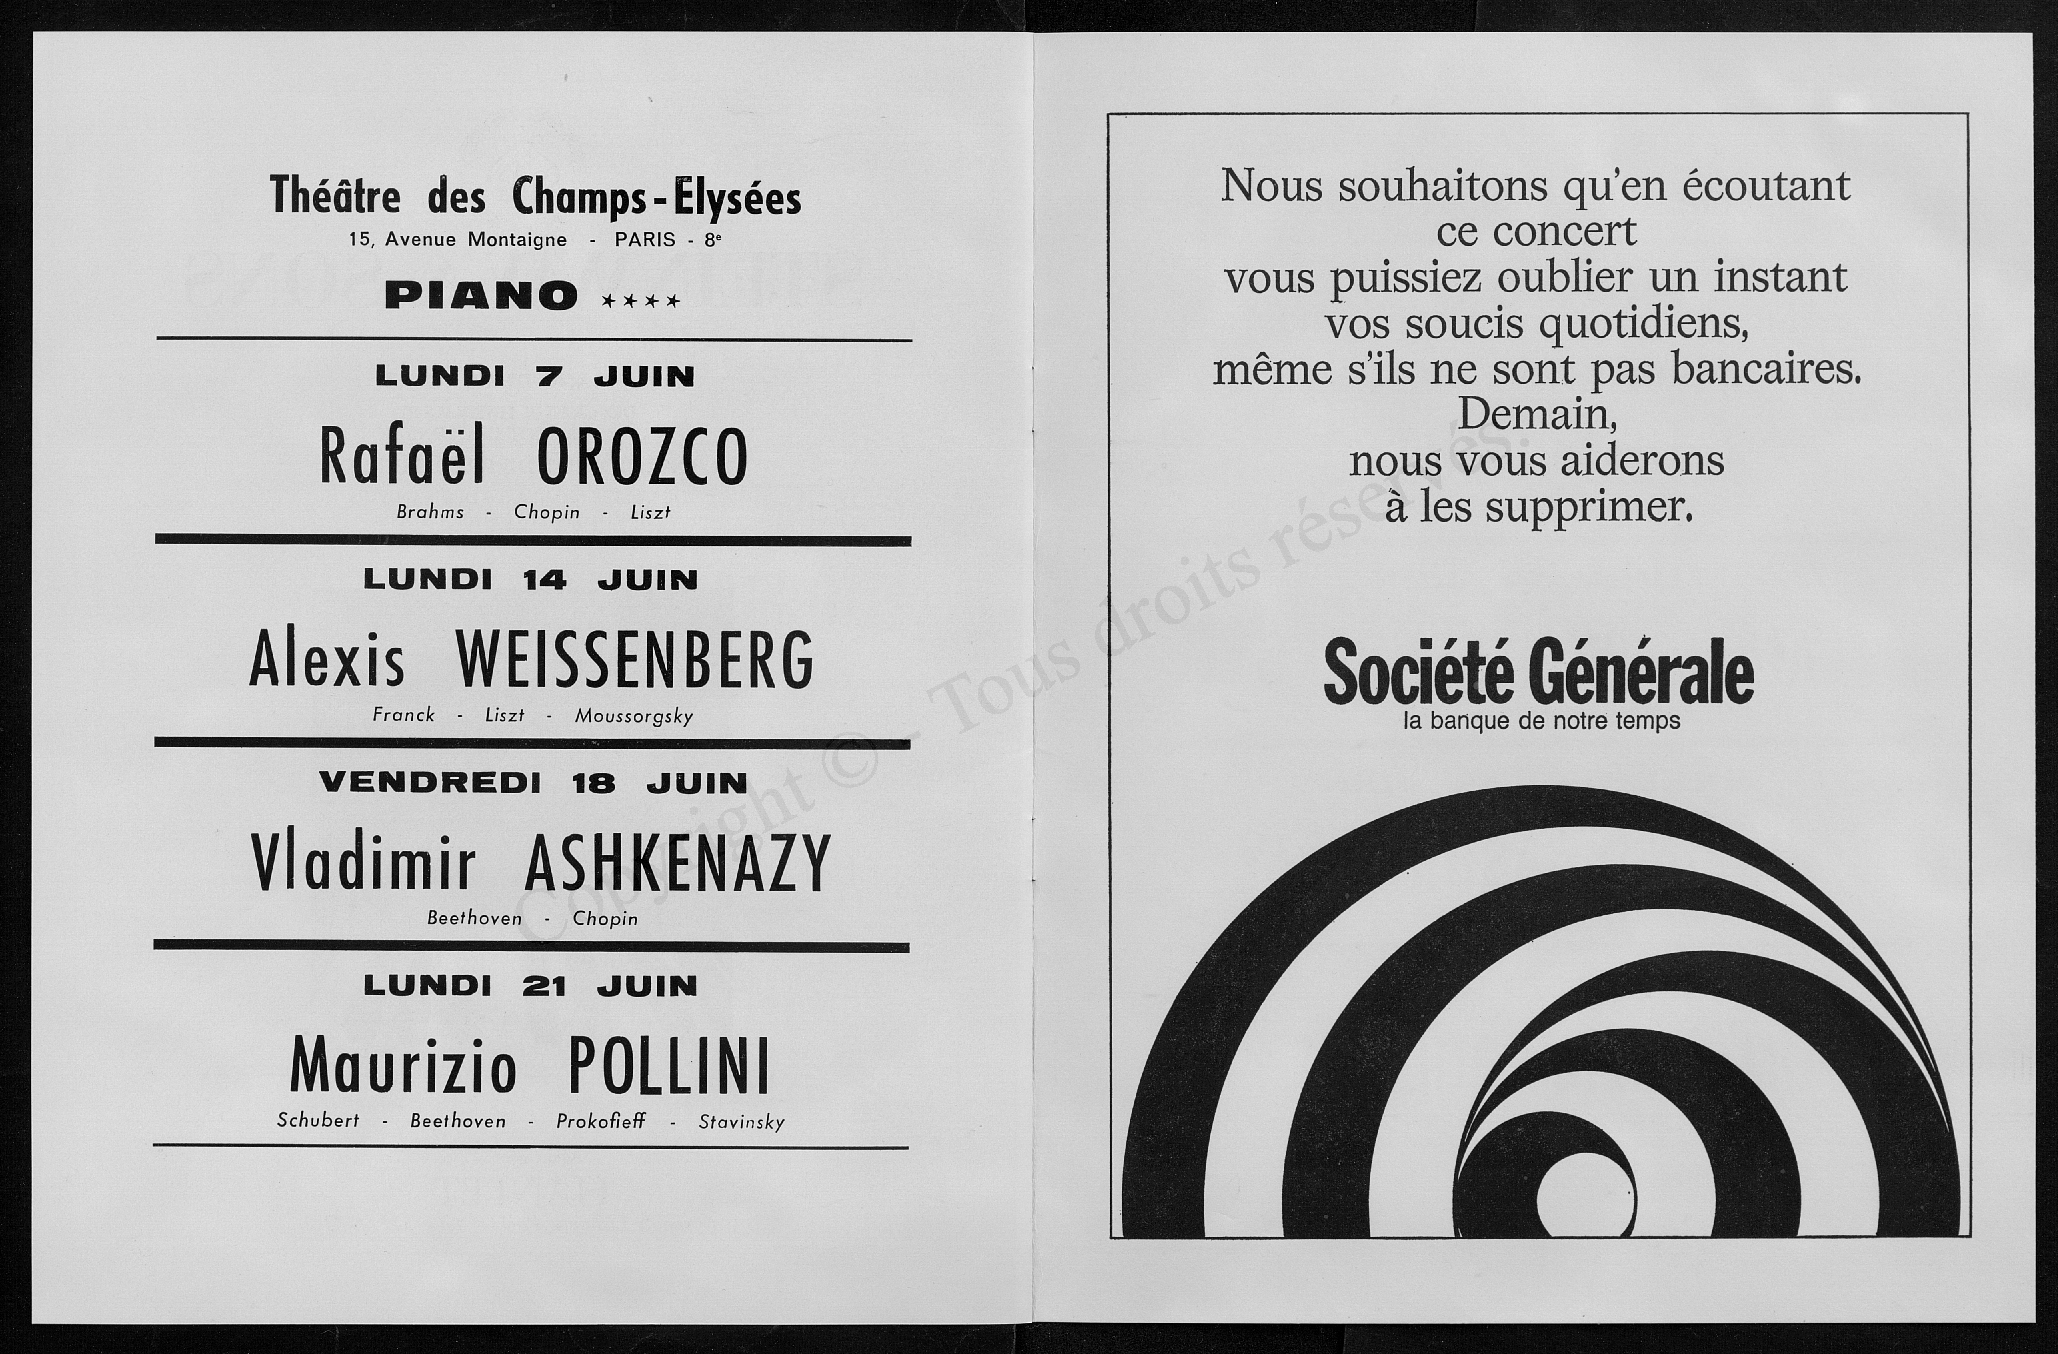 Théâtre des Champs-Elysées
15, Avenue Montaigne - PARIS - 8e
PIANO ★★★★
LUNDI 7 JUIN
Rafaël OROZCO
Brahms - Chopin - Liszt
LUNDI 14 JUIN
Alexis WEISSENBERG
Franck - Liszt - Moussorgsky
VENDREDI 18 JUIN
Vladimir ASHKENAZY
Beethoven - Chopin
LUNDI 21 JUIN
Maurizio POLLINI
Schubert - Beethoven - Prokofieff - Stavinsky
Nous souhaitons qu'en écoutant
ce concert
vous puissiez oublier un instant
vos soucis quotidiens,
même s'ils ne sont pas bancaires.
Demain,
nous vous aiderons
à les supprimer.
Société Générale
la banque de notre temps
Copyright © - Tous droits réservés.